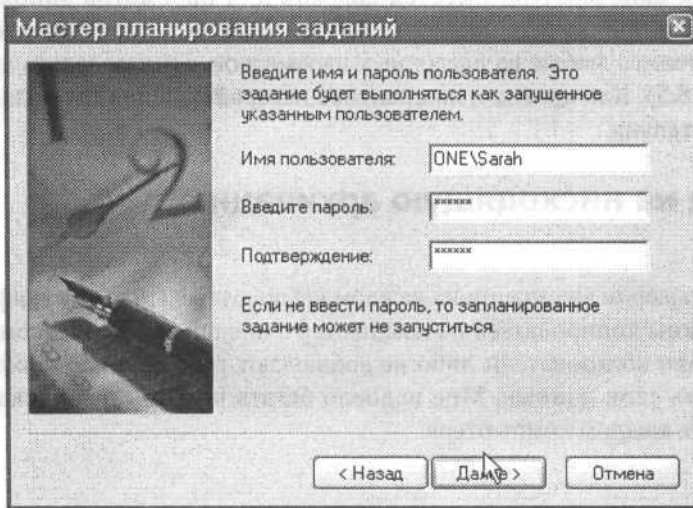 Мастер планирования заданий
Введите имя и пароль пользователя. Это
задание будет выполняться как запущенное
указанным пользователем.
Имя пользователя: ONE\Sarah
Введите пароль: ******
Подтверждение: ******
Если не ввести пароль, то запланированное
задание может не запуститься.
< Назад Далее > Отмена